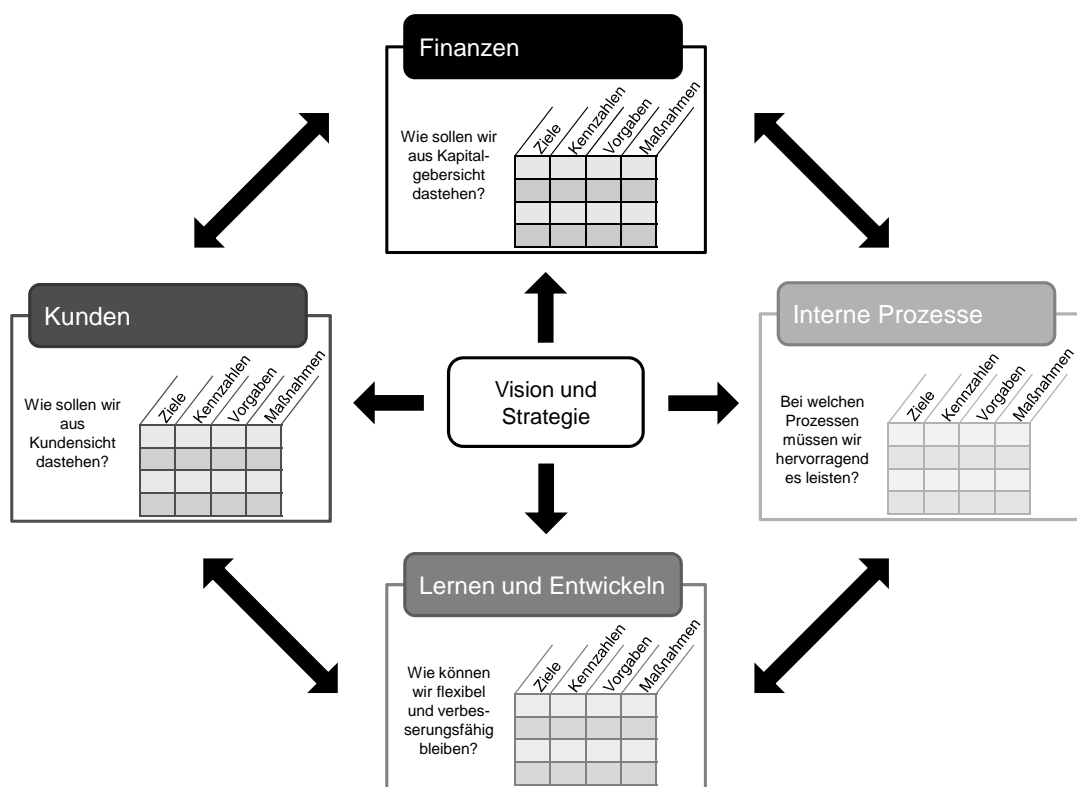 Finanzen
Wie sollen wir
aus Kapital-
gebersicht
dastehen?
Ziele
Kennzahlen
Vorgaben
Maßnahmen
Kunden
Wie sollen wir
aus
Kundensicht
dastehen?
Ziele
Kennzahlen
Vorgaben
Maßnahmen
Vision und
Strategie
Interne Prozesse
Bei welchen
Prozessen
müssen wir
hervorragend
es leisten?
Ziele
Kennzahlen
Vorgaben
Maßnahmen
Lernen und Entwickeln
Wie können
wir flexibel
und verbes-
serungsfähig
bleiben?
Ziele
Kennzahlen
Vorgaben
Maßnahmen